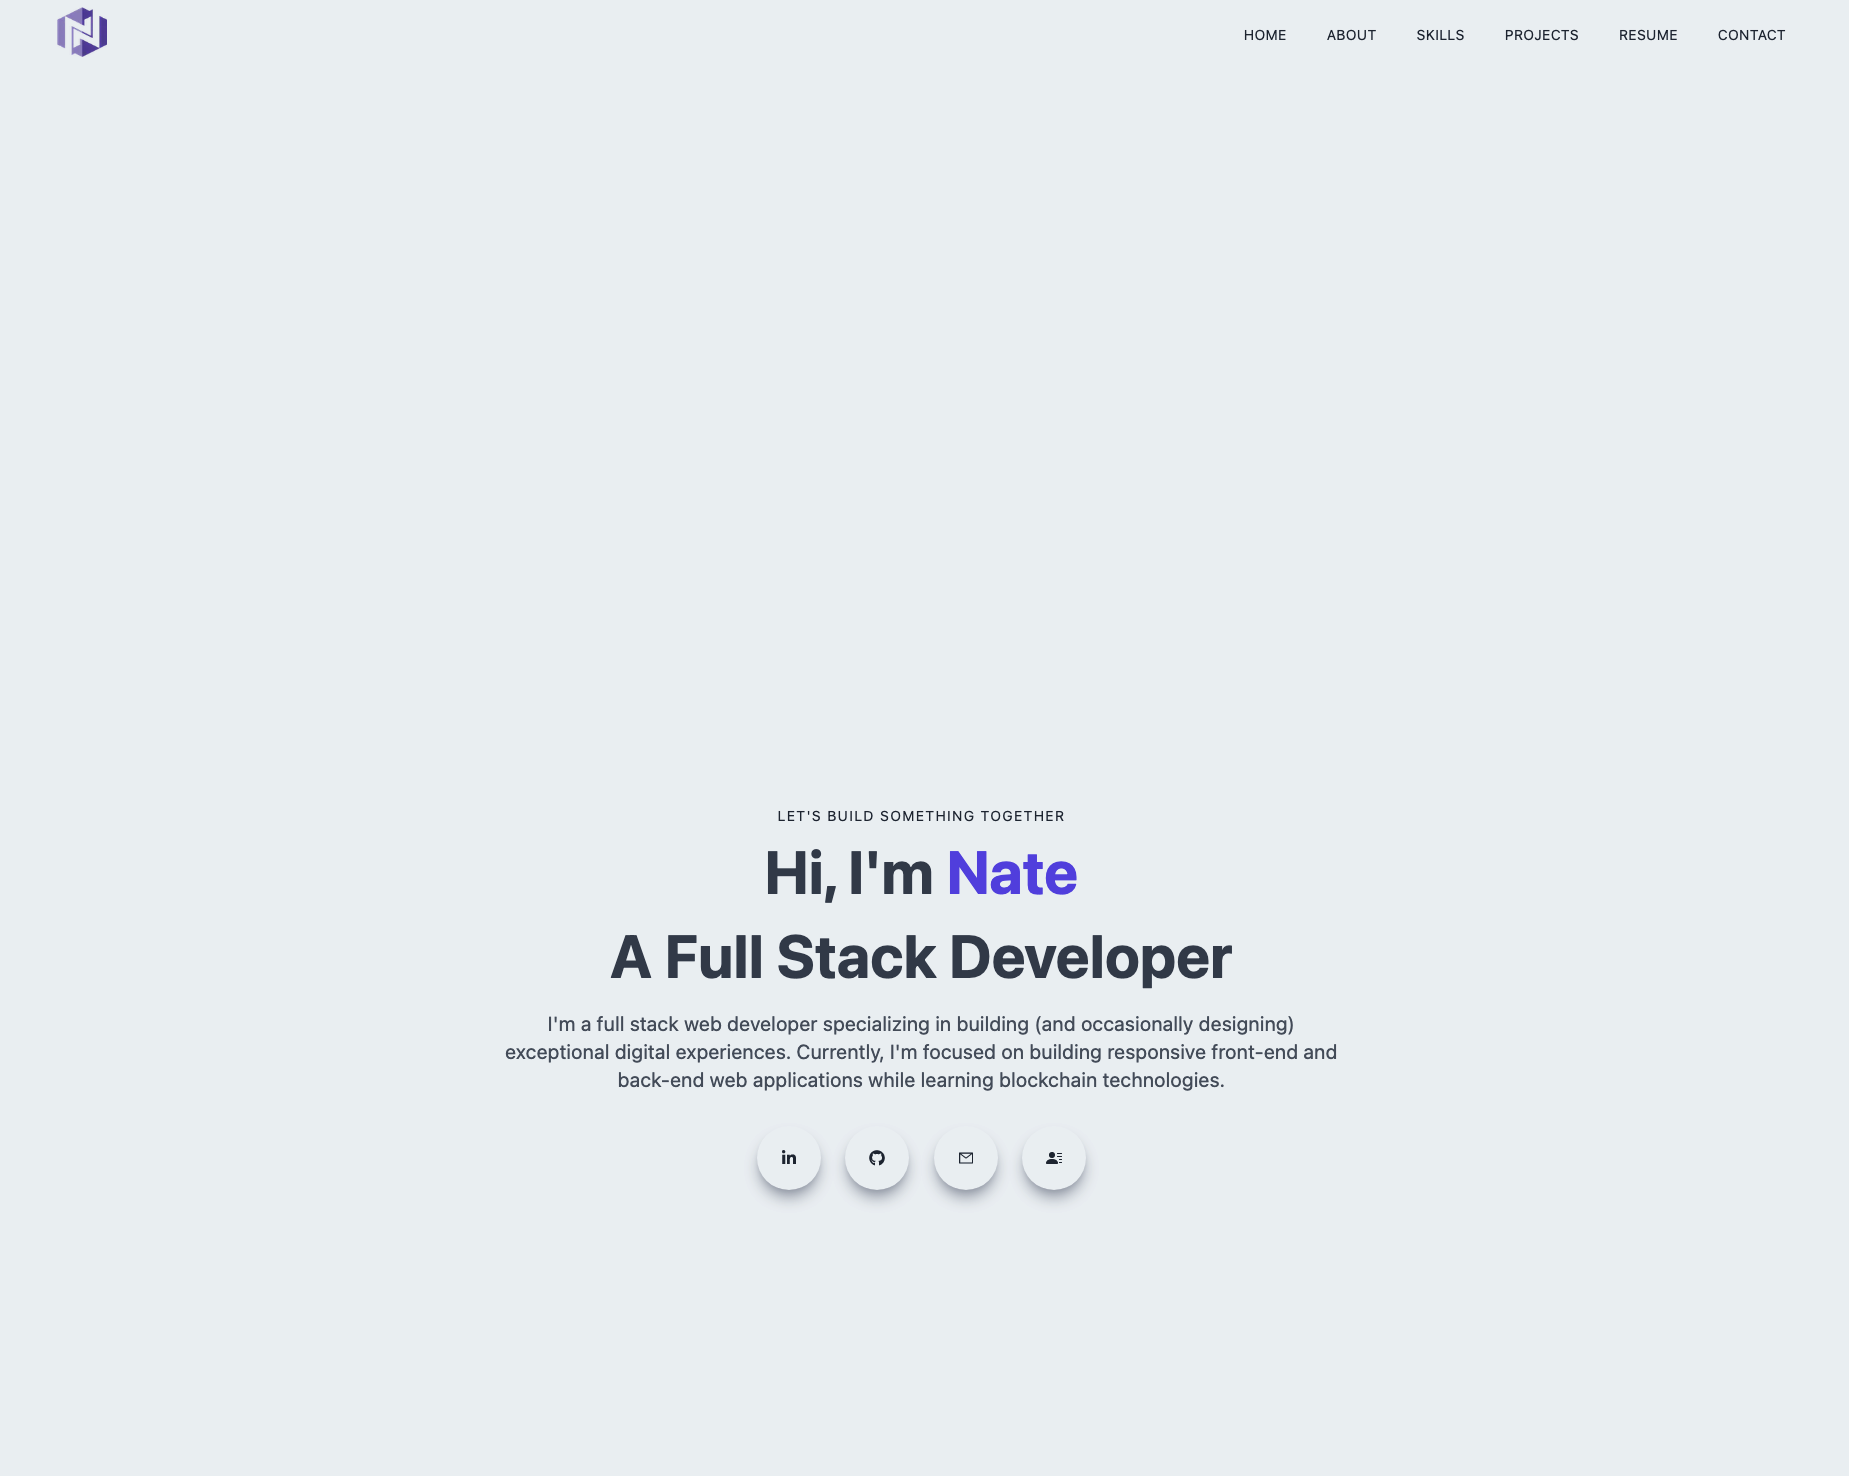 HOME ABOUT SKILLS PROJECTS RESUME CONTACT
LET'S BUILD SOMETHING TOGETHER
Hi, I'm Nate
A Full Stack Developer
I'm a full stack web developer specializing in building (and occasionally designing)
exceptional digital experiences. Currently, I'm focused on building responsive front-end and
back-end web applications while learning blockchain technologies.
in